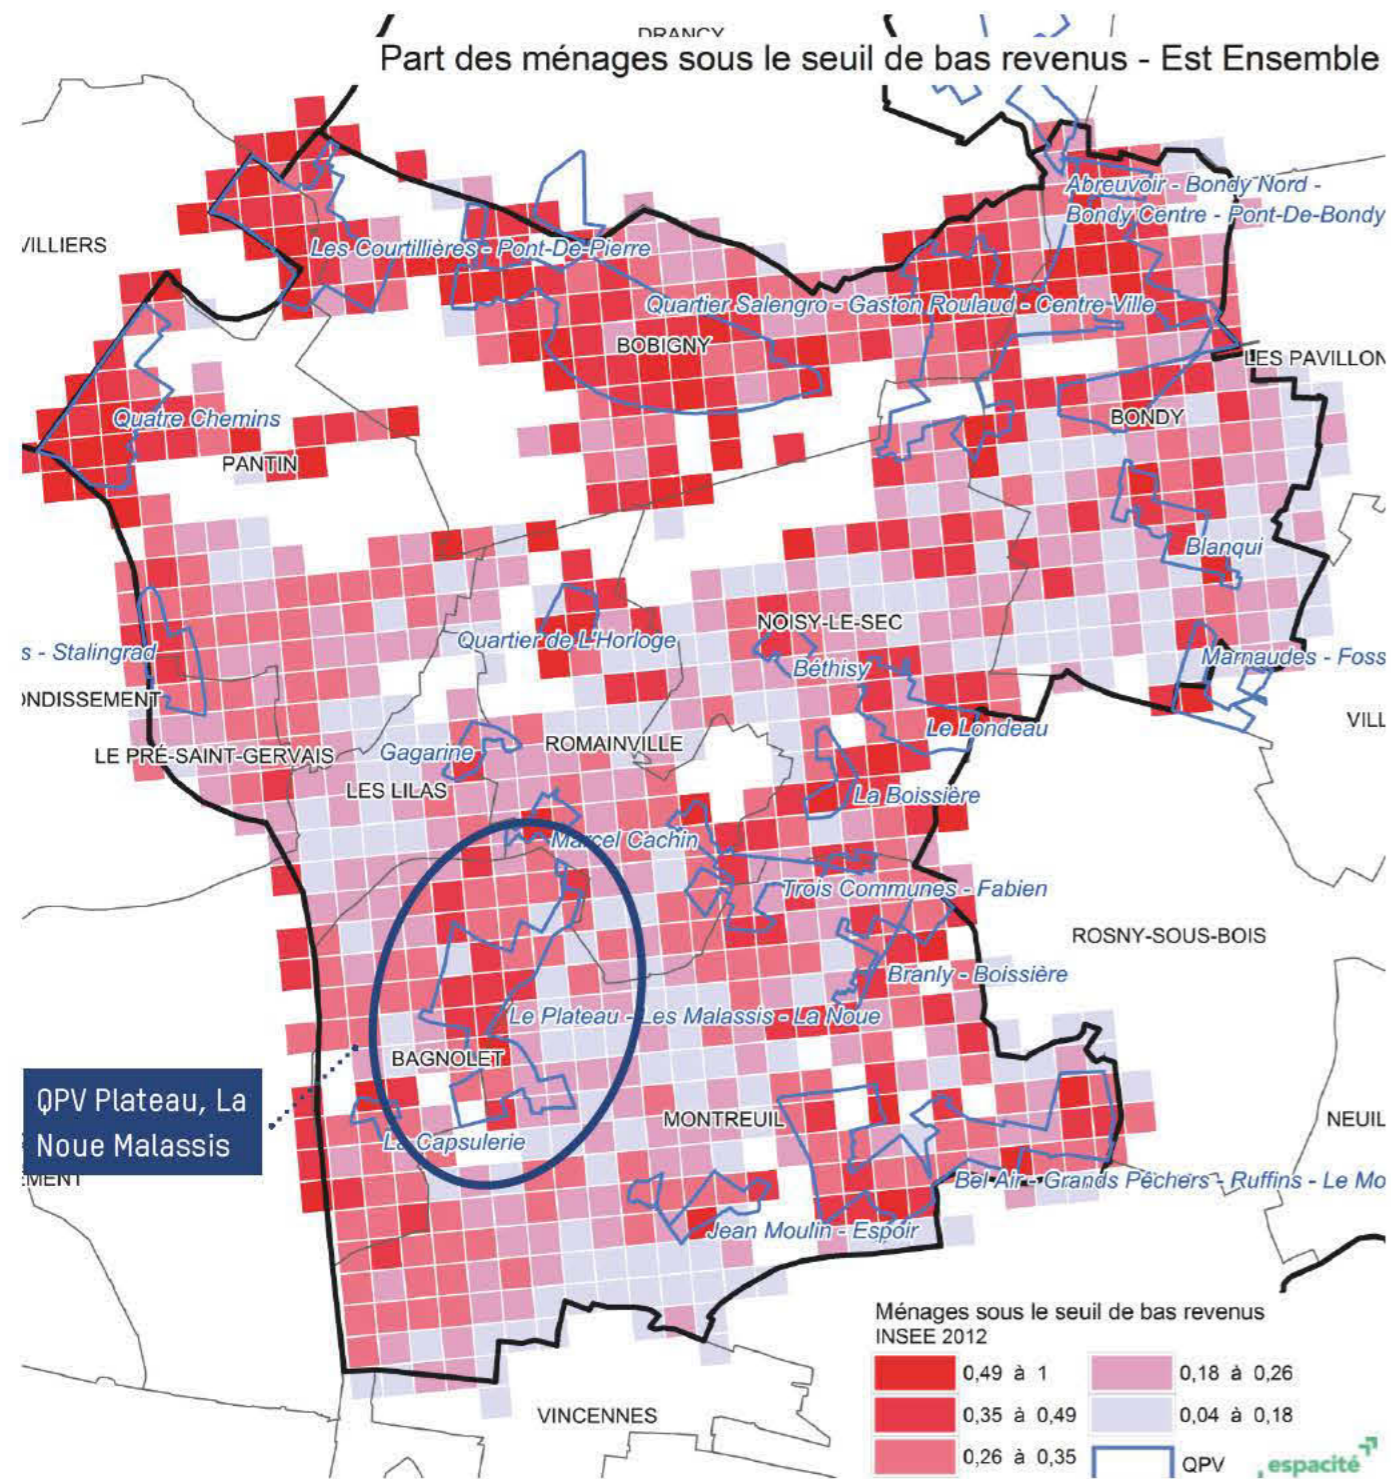 DRANCY
Part des ménages sous le seuil de bas revenus - Est Ensemble
Abreuvoir - Bondy Nord -
Bondy Centre - Pont-De-Bondy
VILLIERS
Les Courtillières - Pont-De-Pierre
Quartier Salengro - Gaston Roulaud - Centre Ville
BOBIGNY
LES PAVILLON
Quatre Chemins
BONDY
PANTIN
Blanqui
NOISY-LE-SEC
Quartier de L'Horloge
s - Stalingrad
Béthisy
Marnaudes - Foss
ONDISSEMENT
VILL
Le Londeau
LE PRÉ-SAINT-GERVAIS
Gagarine
ROMAINVILLE
LES LILAS
La Boissière
Marcel Cachin
Trois Communes - Fabien
ROSNY-SOUS-BOIS
Branly - Boissière
Le Plateau - Les Malassis - La Noue
BAGNOLET
QPV Plateau, La
Noue Malassis
MONTREUIL
NEUIL
La Capsulerie
EMENT
Bel Air - Grands Pêchers - Ruffins - Le Mo
Jean Moulin - Espoir
Ménages sous le seuil de bas revenus
INSEE 2012
0,49 à 1
0,18 à 0,26
0,35 à 0,49
0,04 à 0,18
0,26 à 0,35
QPV
VINCENNES
espacité